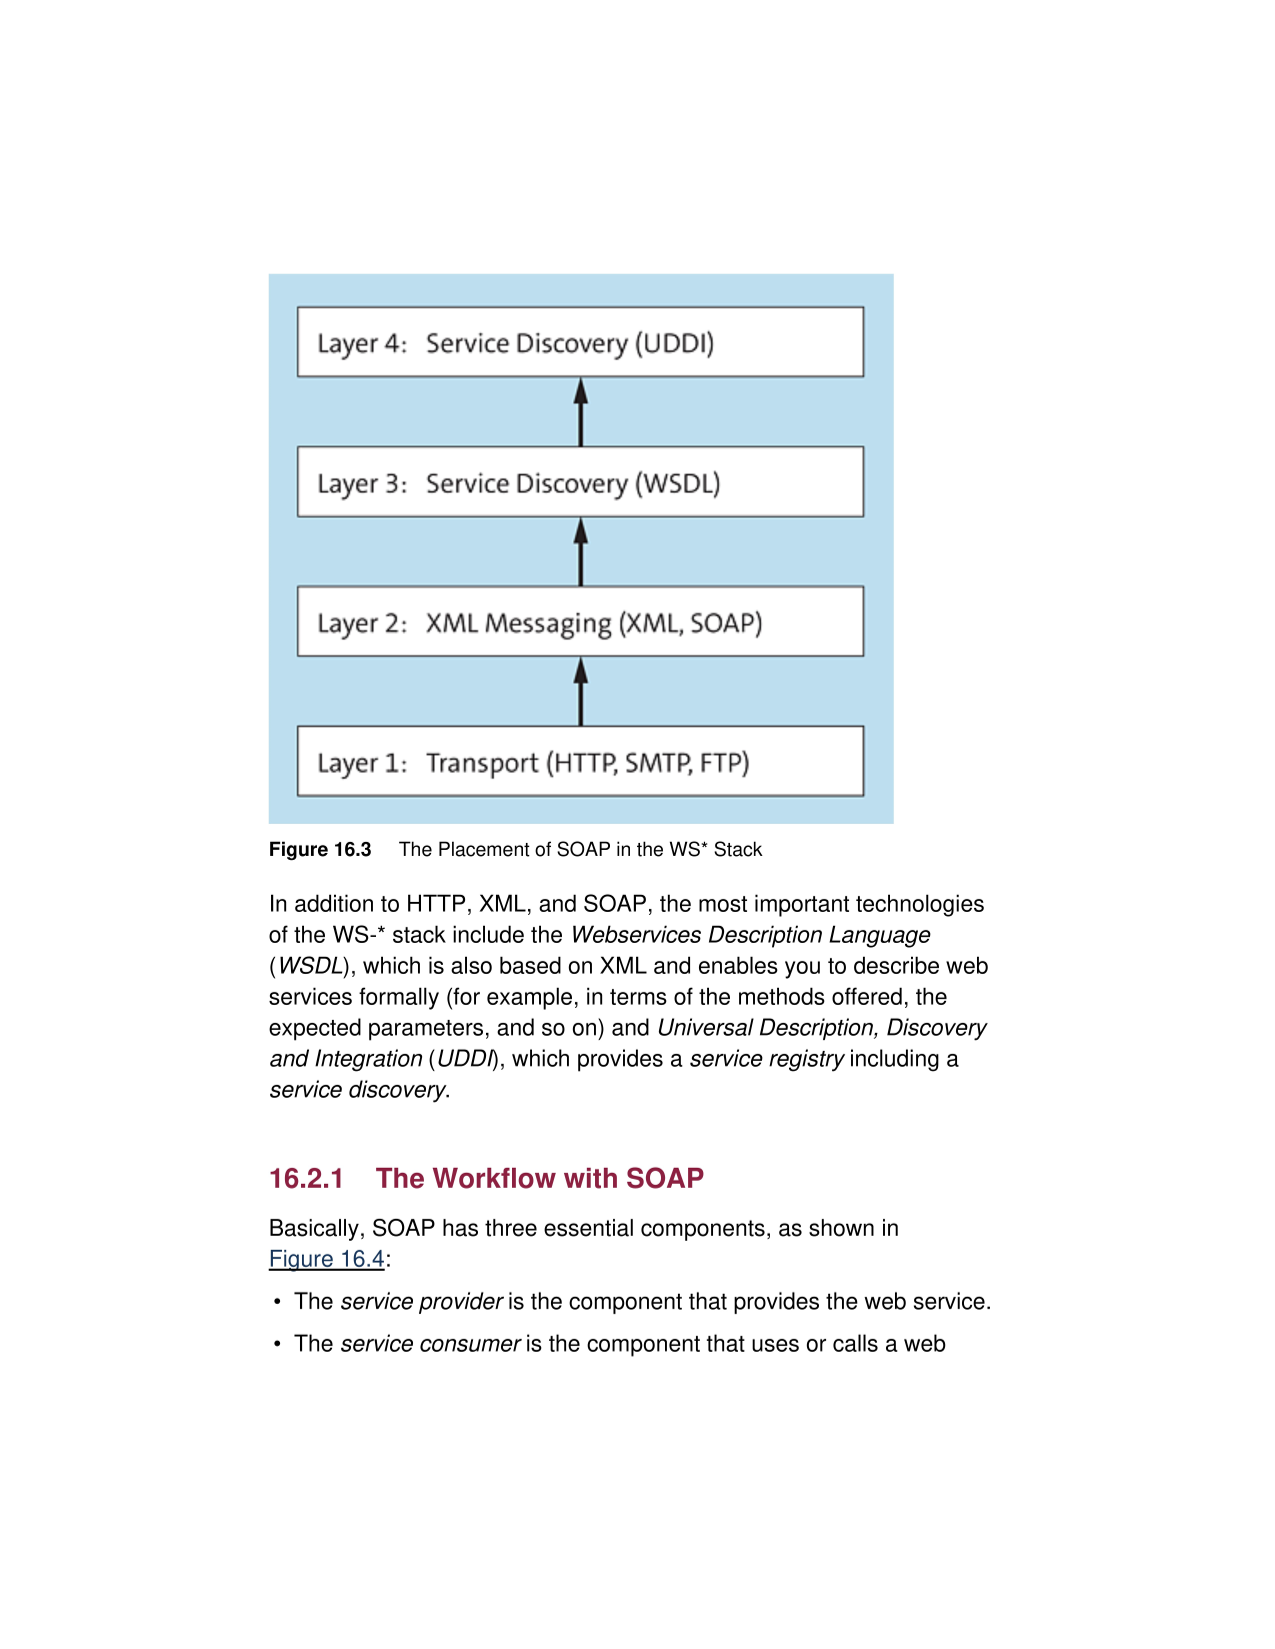 Layer 4: Service Discovery (UDDI)
Layer 3: Service Discovery (WSDL)
Layer 2: XML Messaging (XML, SOAP)
Layer 1: Transport (HTTP, SMTP, FTP)
Figure 16.3 The Placement of SOAP in the WS* Stack
In addition to HTTP, XML, and SOAP, the most important technologies
of the WS-* stack include the Webservices Description Language
(WSDL), which is also based on XML and enables you to describe web
services formally (for example, in terms of the methods offered, the
expected parameters, and so on) and Universal Description, Discovery
and Integration (UDDI), which provides a service registry including a
service discovery.
16.2.1 The Workflow with SOAP
Basically, SOAP has three essential components, as shown in
Figure 16.4:
• The service provider is the component that provides the web service.
• The service consumer is the component that uses or calls a web